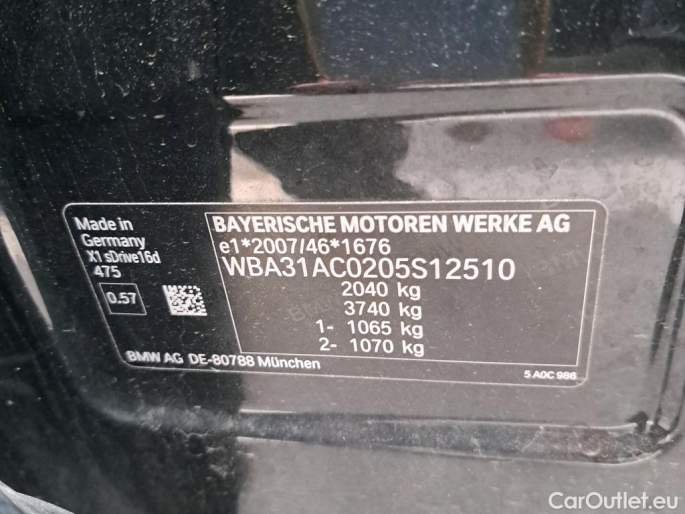 Made in
Germany
X1 sDrive16d
475
0.57
BAYERISCHE MOTOREN WERKE AG
e1*2007/46*1676
WBA31AC0205S12510
2040 kg
3740 kg
1- 1065 kg
2- 1070 kg
BMW AG DE-80788 München
5 A0C 986
CarOutlet.eu